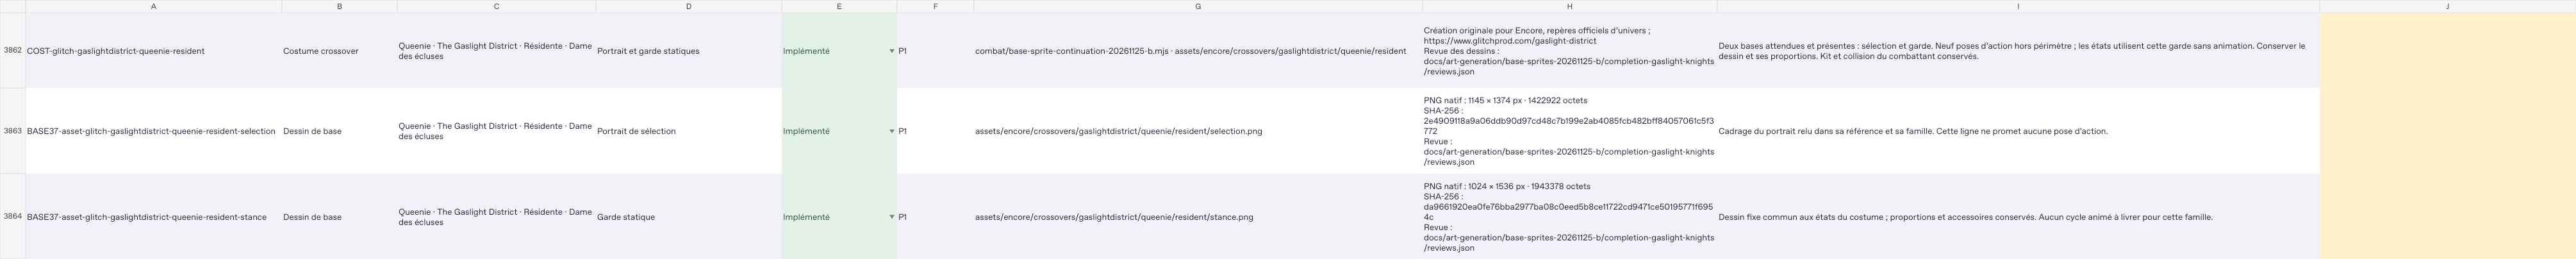 A B C D E F G H I J
3862 COST-glitch-gaslightdistrict-queenie-resident
Costume crossover
Queenie · The Gaslight District · Résidente · Dame
des écluses
Portrait et garde statiques
Implémenté
P1
combat/base-sprite-continuation-20261125-b.mjs · assets/encore/crossovers/gaslightdistrict/queenie/resident
Création originale pour Encore, repères officiels d'univers ;
https://www.glitchprod.com/gaslight-district
Revue des dessins :
docs/art-generation/base-sprites-20261125-b/completion-gaslight-knights
/reviews.json
Deux bases attendues et présentes : sélection et garde. Neuf poses d'action hors périmètre ; les états utilisent cette garde sans animation. Conserver le
dessin et ses proportions. Kit et collision du combattant conservés.
3863 BASE37-asset-glitch-gaslightdistrict-queenie-resident-selection
Dessin de base
Queenie · The Gaslight District · Résidente · Dame
des écluses
Portrait de sélection
Implémenté
P1
assets/encore/crossovers/gaslightdistrict/queenie/resident/selection.png
PNG natif : 1145 × 1374 px · 1422922 octets
SHA-256 :
2e4909118a9a06ddb90d97cd48c7b199e2ab4085fcb482bff84057061c5f3
772
Revue :
docs/art-generation/base-sprites-20261125-b/completion-gaslight-knights
/reviews.json
Cadrage du portrait relu dans sa référence et sa famille. Cette ligne ne promet aucune pose d'action.
3864 BASE37-asset-glitch-gaslightdistrict-queenie-resident-stance
Dessin de base
Queenie · The Gaslight District · Résidente · Dame
des écluses
Garde statique
Implémenté
P1
assets/encore/crossovers/gaslightdistrict/queenie/resident/stance.png
PNG natif : 1024 × 1536 px · 1943378 octets
SHA-256 :
da9661920ea0fe76bba2977ba08c0eed5b8ce11722cd9471ce50195771f695
4c
Revue :
docs/art-generation/base-sprites-20261125-b/completion-gaslight-knights
/reviews.json
Dessin fixe commun aux états du costume ; proportions et accessoires conservés. Aucun cycle animé à livrer pour cette famille.